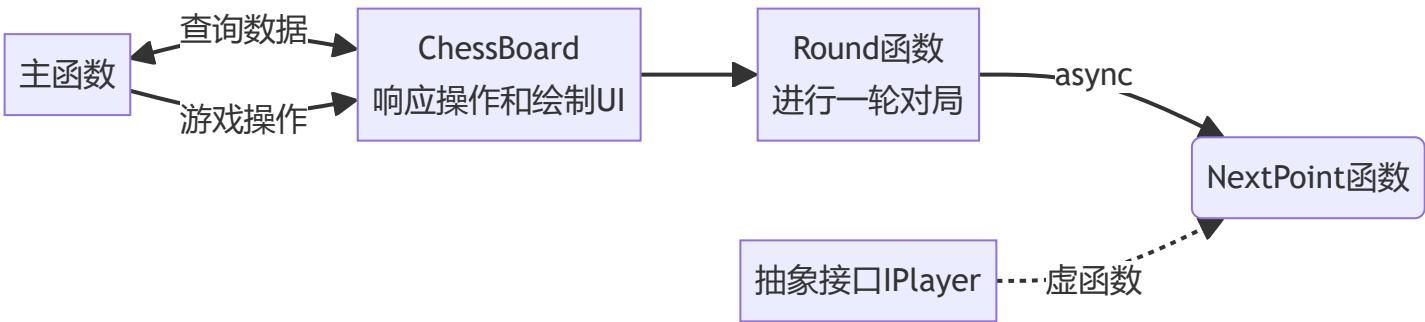 主函数
查询数据
游戏操作
ChessBoard
响应操作和绘制UI
Round函数
进行一轮对局
async
NextPoint函数
抽象接口IPlayer
虚函数